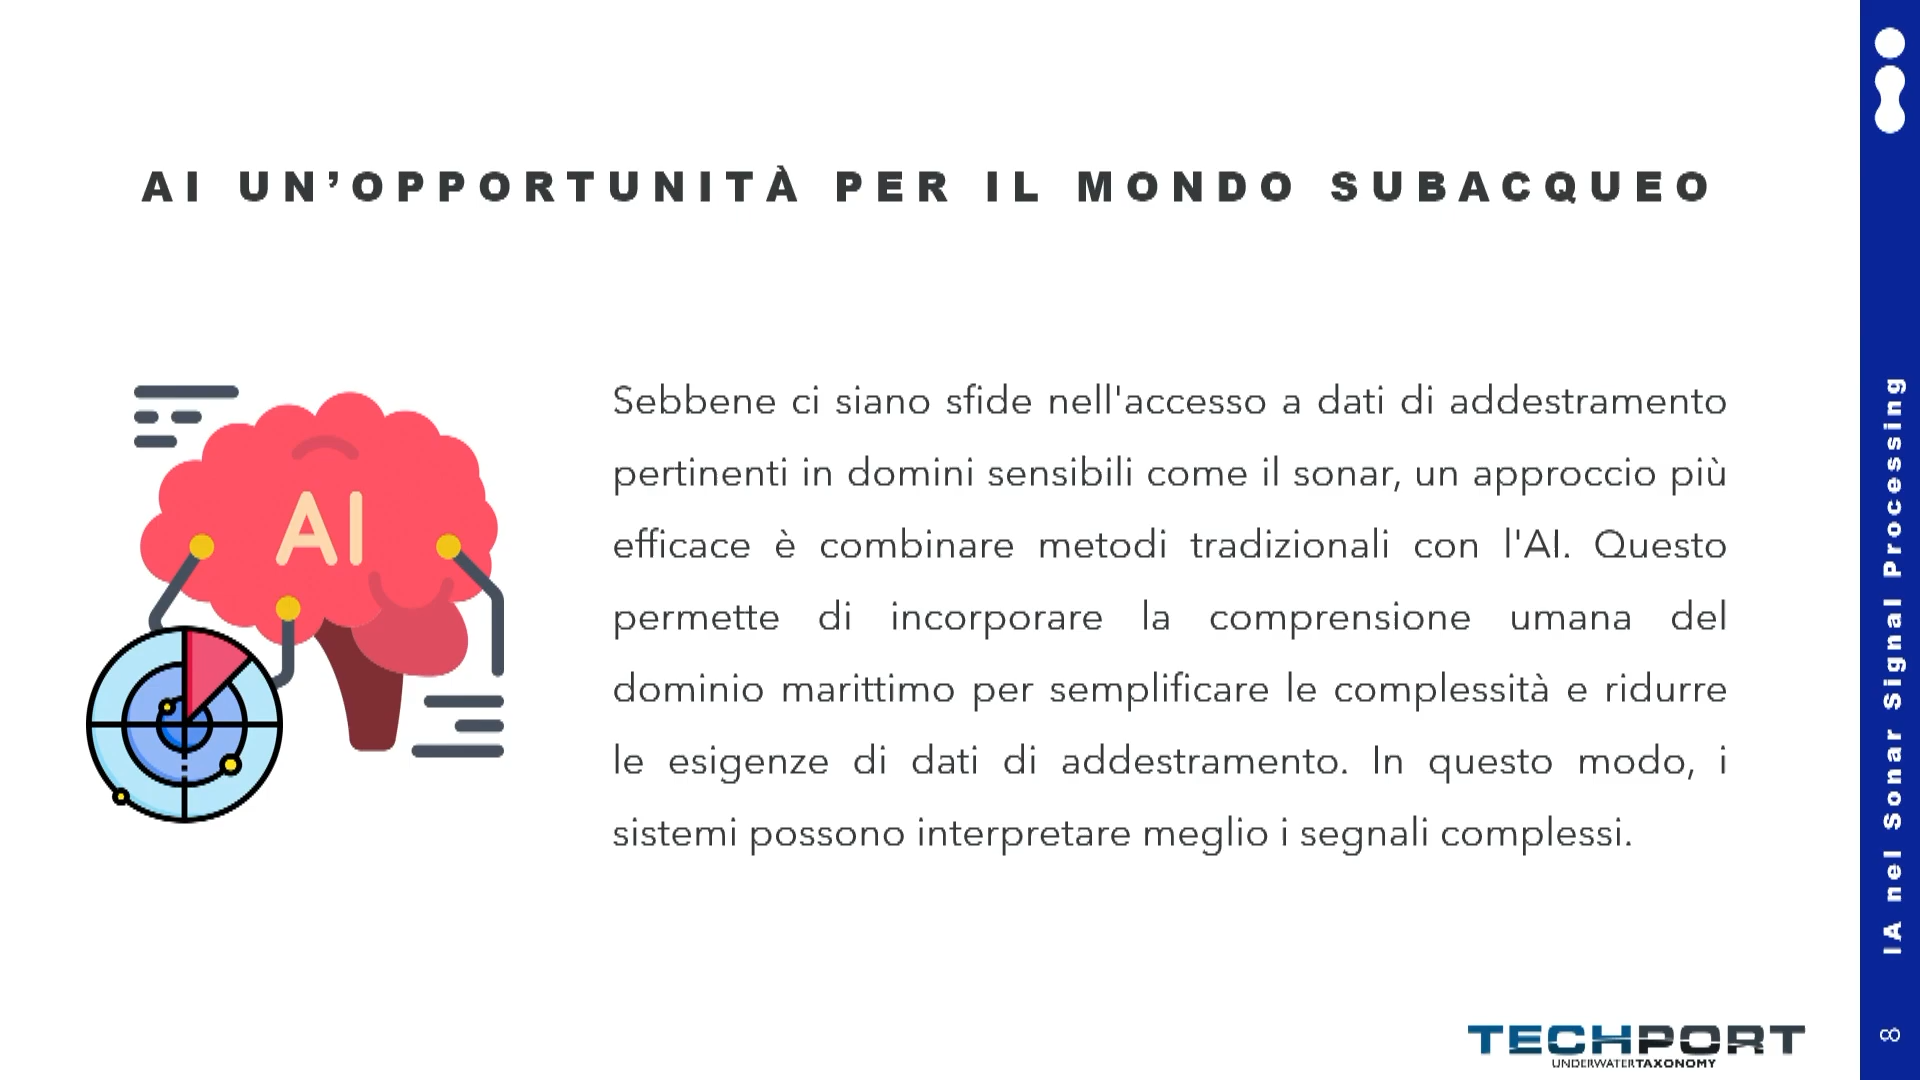 AI UN’OPPORTUNITÀ PER IL MONDO SUBACQUEO
AI
Sebbene ci siano sfide nell'accesso a dati di addestramento
pertinenti in domini sensibili come il sonar, un approccio più
efficace è combinare metodi tradizionali con l'AI. Questo
permette di incorporare la comprensione umana del
dominio marittimo per semplificare le complessità e ridurre
le esigenze di dati di addestramento. In questo modo, i
sistemi possono interpretare meglio i segnali complessi.
IA nel Sonar Signal Processing
8
TECHPORT
UNDERWATERTAXONOMY